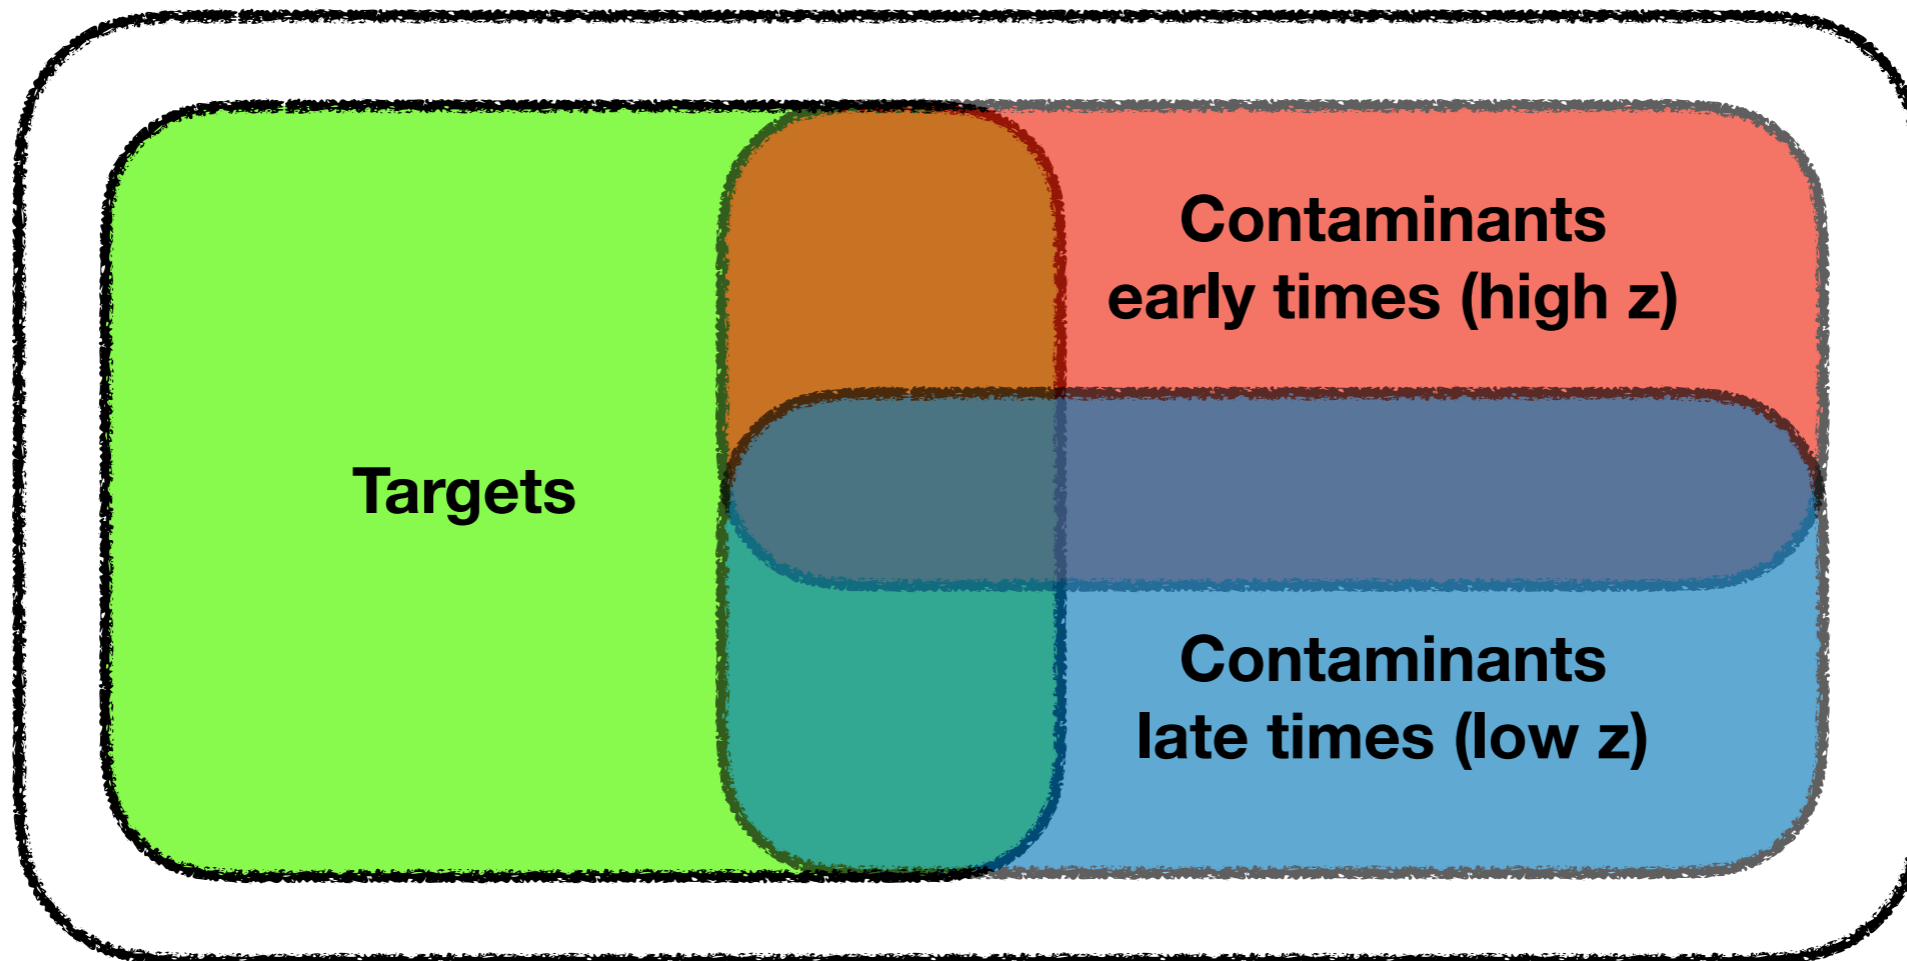 Contaminants
early times (high z)
Targets
Contaminants
late times (low z)